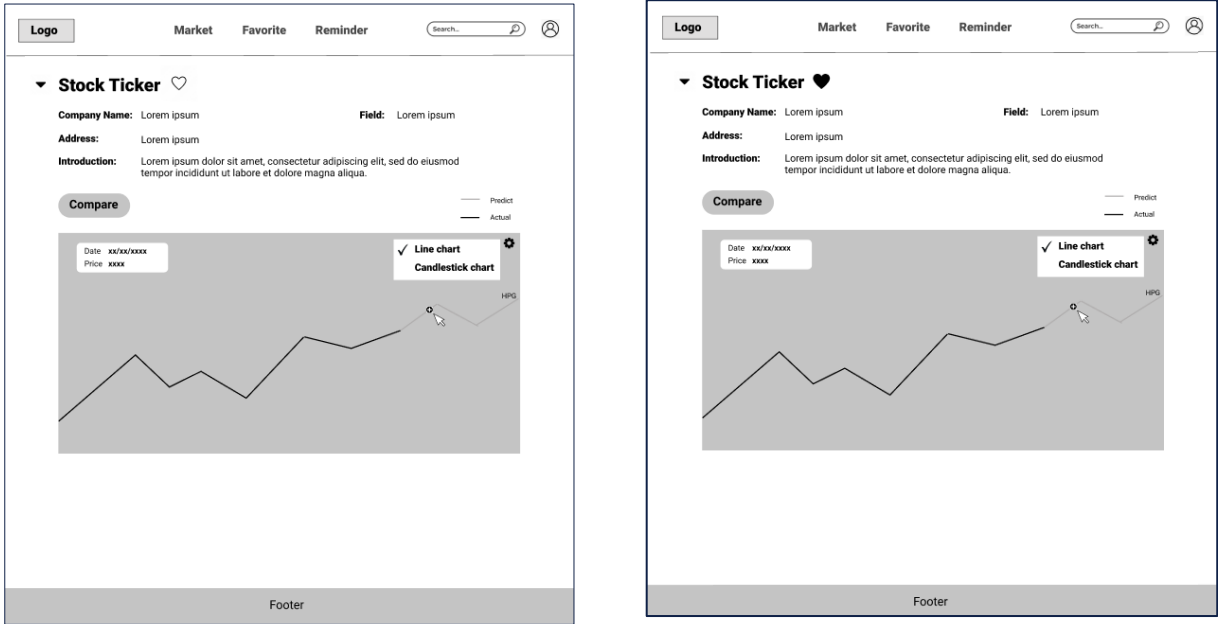 Logo Market Favorite Reminder Search...
Stock Ticker
Company Name: Lorem ipsum Field: Lorem ipsum
Address: Lorem ipsum
Introduction: Lorem ipsum dolor sit amet, consectetur adipiscing elit, sed do eiusmod
tempor incididunt ut labore et dolore magna aliqua.
Compare
Predict
Actual
Date xx/xx/xxxx
Price xxxx
Line chart
Candlestick chart
HPG
Footer
Logo Market Favorite Reminder Search...
Stock Ticker
Company Name: Lorem ipsum Field: Lorem ipsum
Address: Lorem ipsum
Introduction: Lorem ipsum dolor sit amet, consectetur adipiscing elit, sed do eiusmod
tempor incididunt ut labore et dolore magna aliqua.
Compare
Predict
Actual
Date xx/xx/xxxx
Price xxxx
Line chart
Candlestick chart
HPG
Footer